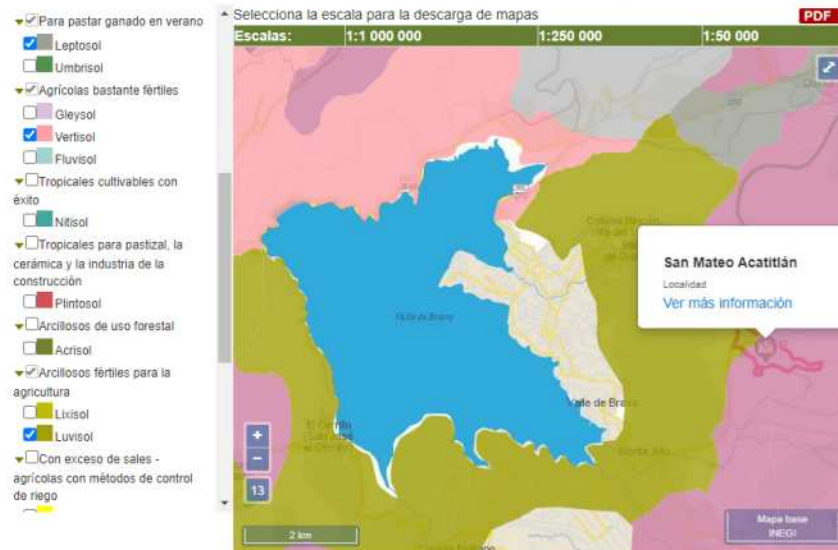 Para pastar ganado en verano
Leptosol
Umbrisol
Agrícolas bastante fértiles
Gleysol
Vertisol
Fluvisol
Tropicales cultivables con
éxito
Nitisol
Tropicales para pastizal, la
cerámica y la industria de la
construcción
Plintosol
Arcillosos de uso forestal
Acrisol
Arcillosos fértiles para la
agricultura
Lixisol
Luvisol
Con exceso de sales -
agrícolas con métodos de control
de riego
Selecciona la escala para la descarga de mapas
PDF
Escalas:
1:1 000 000
1:250 000
1:50 000
San Mateo Acatitlán
Localidad
Ver más información
Valle de Bravo
+
−
13
2 km
Mapa base
INEGI